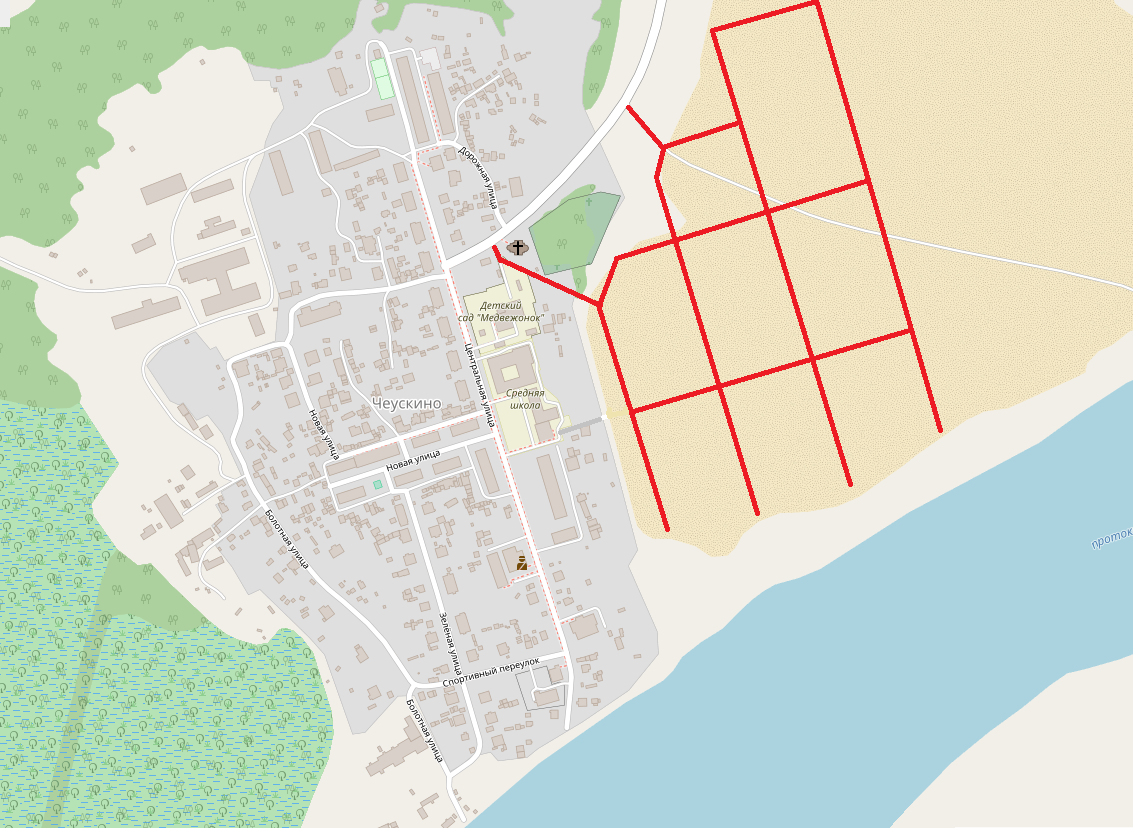 Дорожная улица
Детский
сад "Медвежонок"
Центральная улица
Средняя
школа
Чеускино
Новая улица
Новая улица
Болотная улица
проток
Зелёная улица
Спортивный переулок
Болотная улица